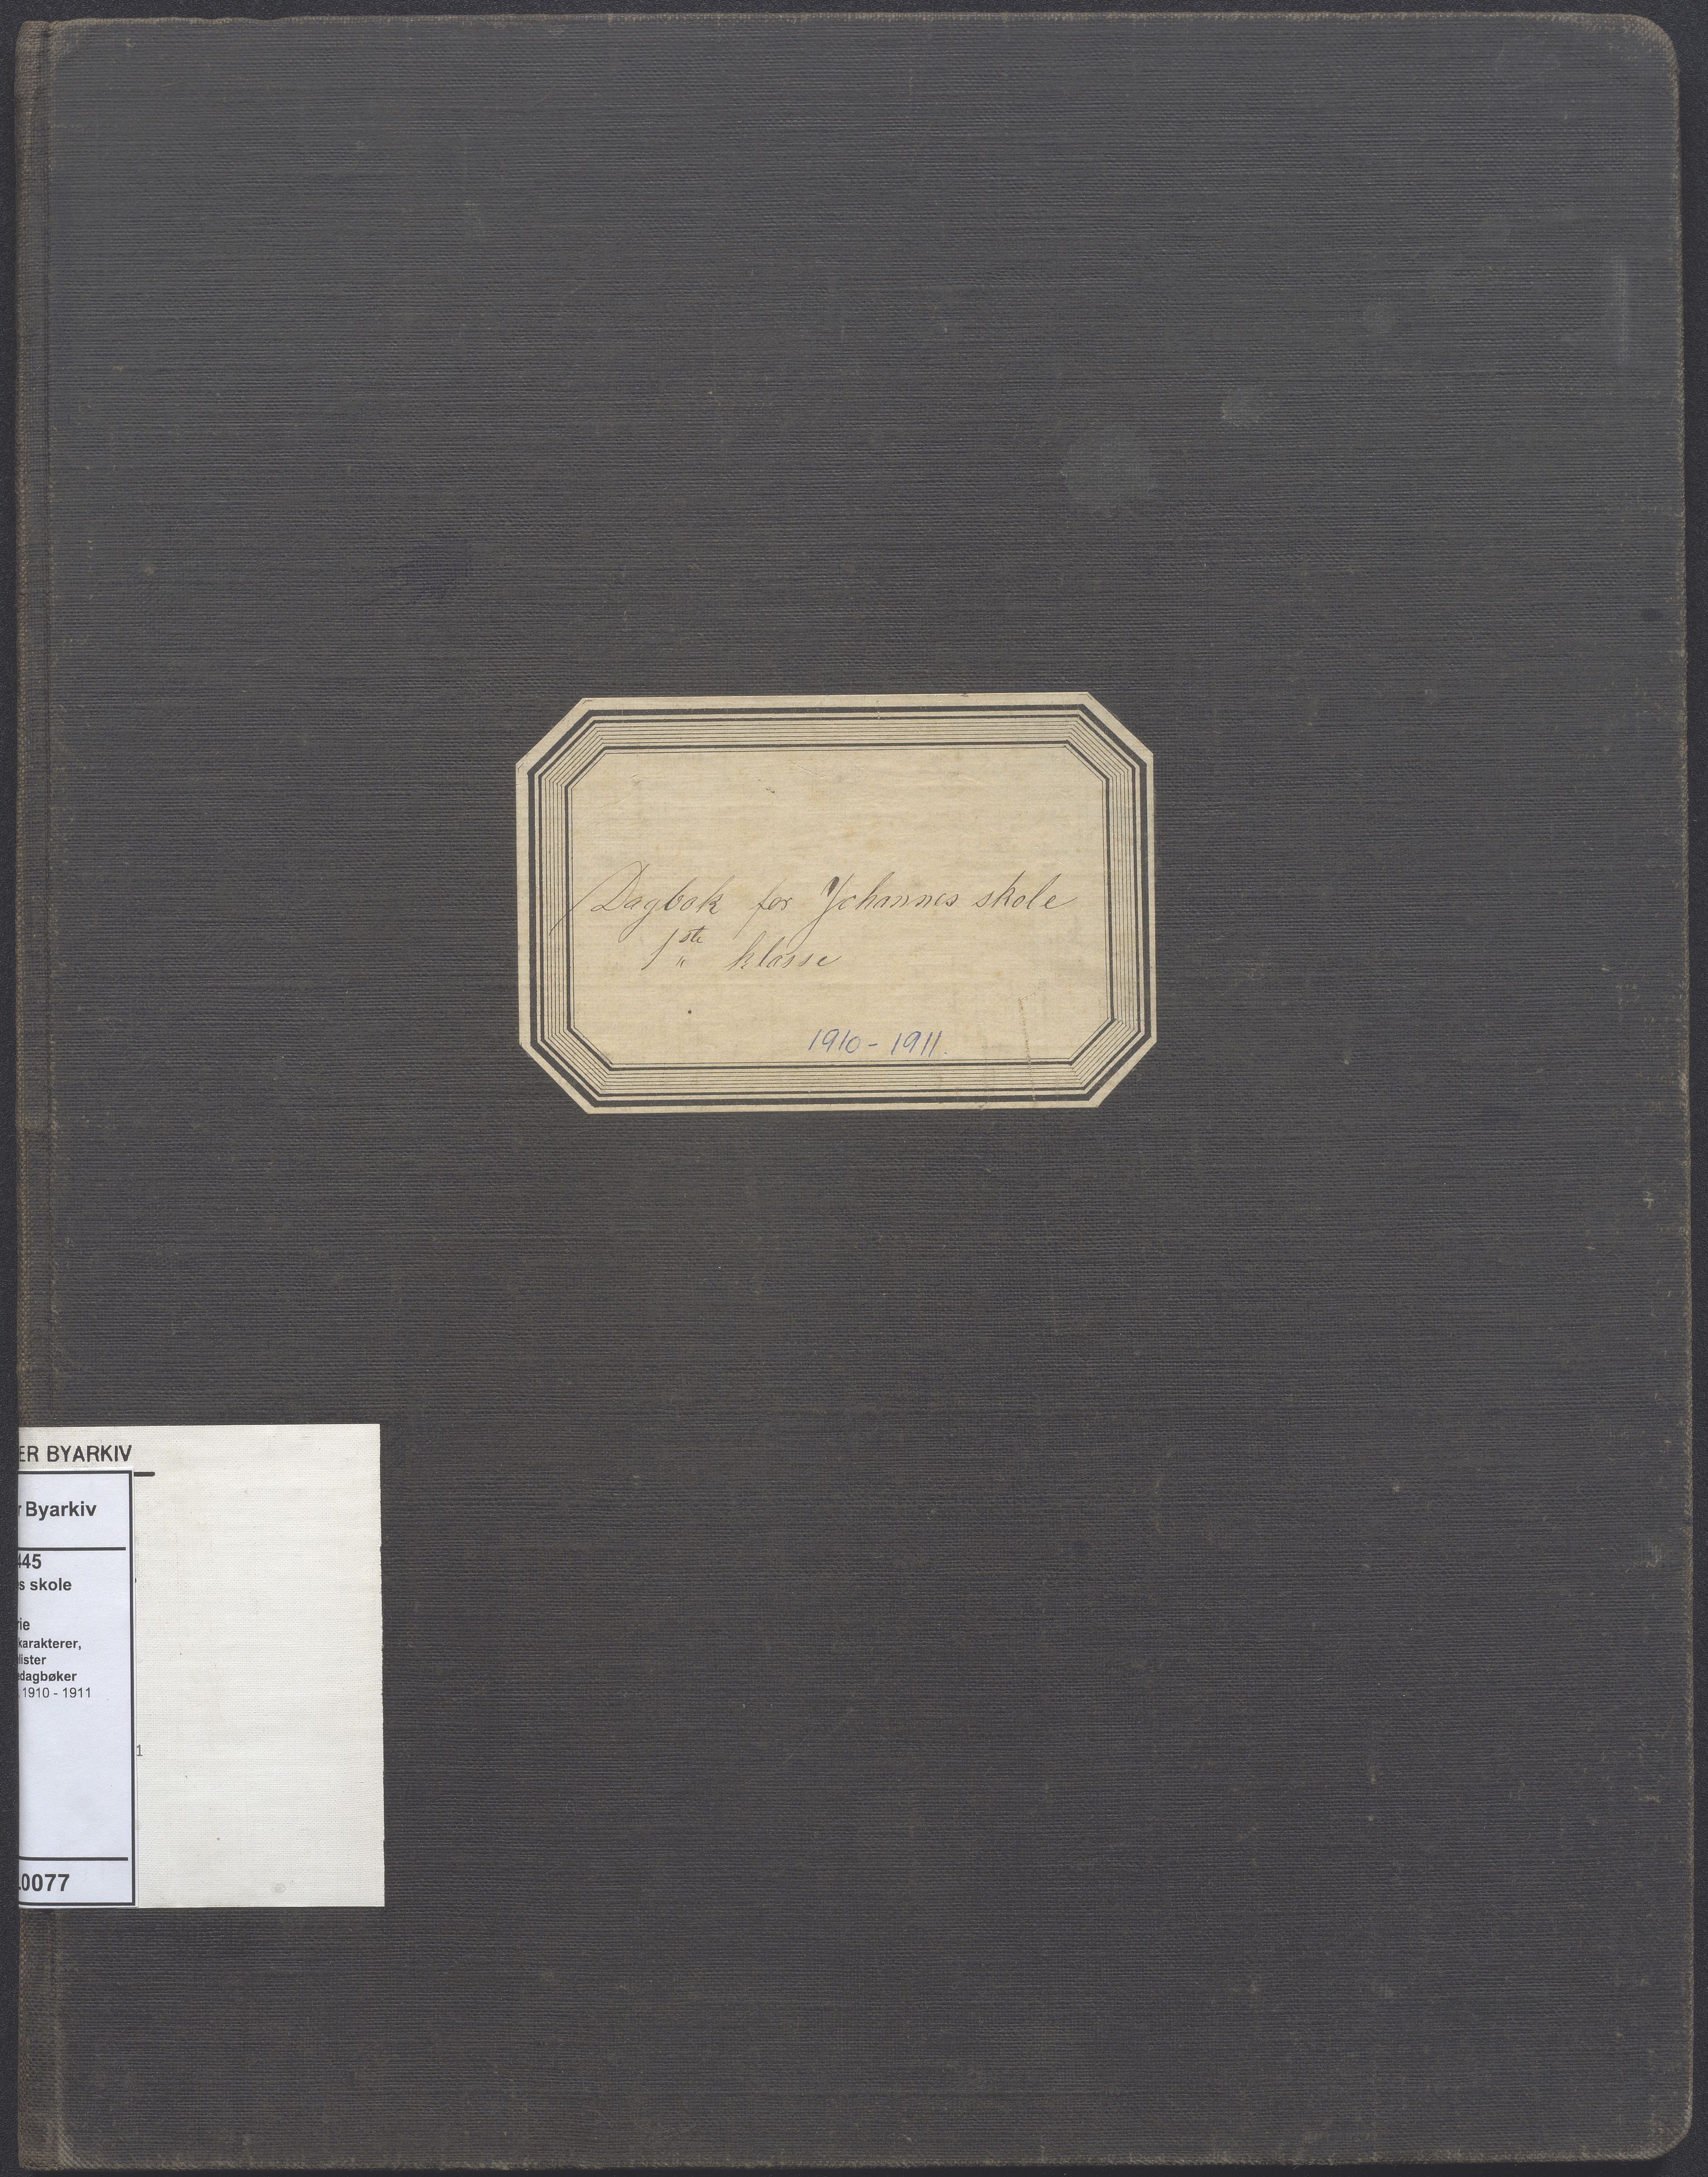 Dagbok for Johannes skole
1ste klasse
1910 - 1911.
ER BYARKIV
r Byarkiv
445
s skole
rie
karakterer,
lister
dagbøker
1910 - 1911
1
.0077